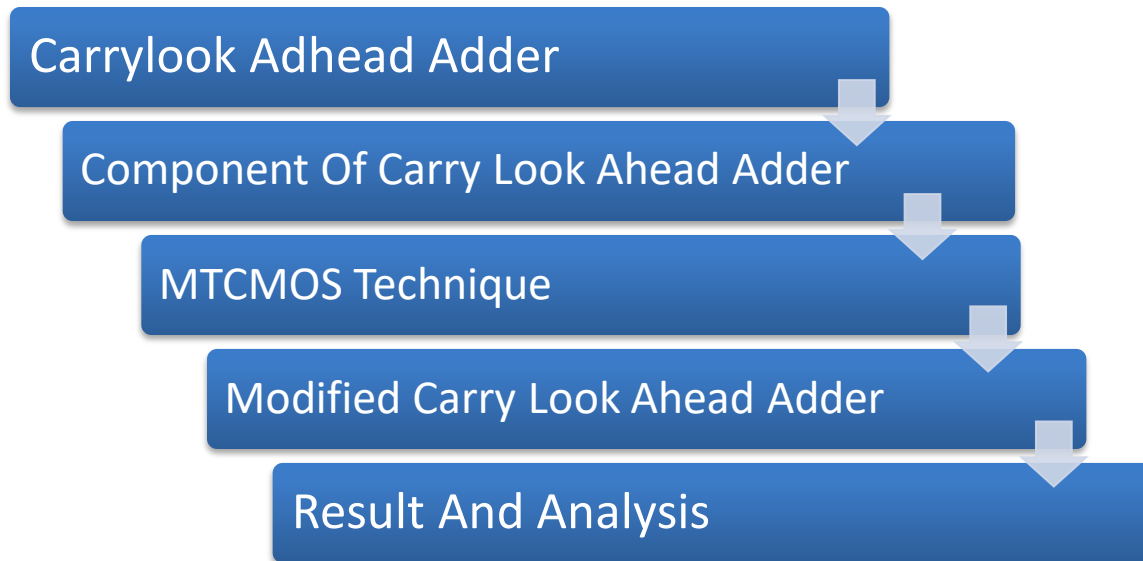 Carrylook Adhead Adder
Component Of Carry Look Ahead Adder
MTCMOS Technique
Modified Carry Look Ahead Adder
Result And Analysis